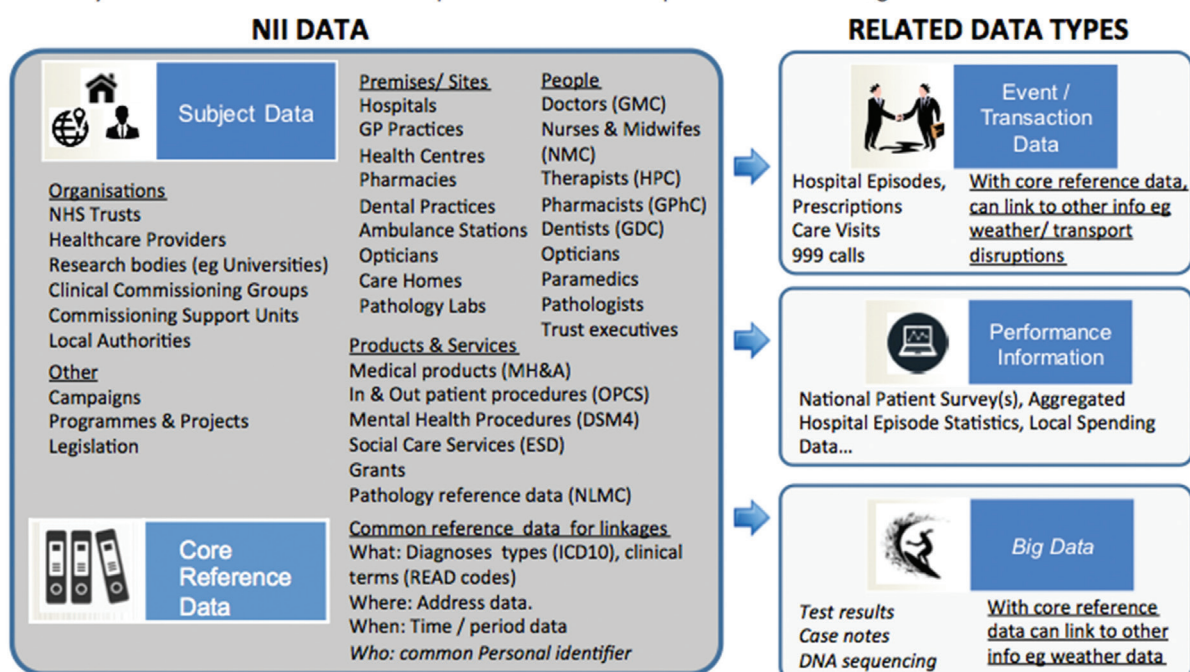 NII DATA
RELATED DATA TYPES
Subject Data
Organisations
NHS Trusts
Healthcare Providers
Research bodies (eg Universities)
Clinical Commissioning Groups
Commissioning Support Units
Local Authorities
Other
Campaigns
Programmes & Projects
Legislation
Premises/ Sites
Hospitals
GP Practices
Health Centres
Pharmacies
Dental Practices
Ambulance Stations
Opticians
Care Homes
Pathology Labs
People
Doctors (GMC)
Nurses & Midwifes
(NMC)
Therapists (HPC)
Pharmacists (GPhC)
Dentists (GDC)
Opticians
Paramedics
Pathologists
Trust executives
Products & Services
Medical products (MH&A)
In & Out patient procedures (OPCS)
Mental Health Procedures (DSM4)
Social Care Services (ESD)
Grants
Pathology reference data (NLMC)
Core
Reference
Data
Common reference data for linkages
What: Diagnoses types (ICD10), clinical
terms (READ codes)
Where: Address data.
When: Time / period data
Who: common Personal identifier
Event /
Transaction
Data
Hospital Episodes,
Prescriptions
Care Visits
999 calls
With core reference data,
can link to other info eg
weather/ transport
disruptions
Performance
Information
National Patient Survey(s), Aggregated
Hospital Episode Statistics, Local Spending
Data...
Big Data
Test results
Case notes
DNA sequencing
With core reference
data can link to other
info eg weather data